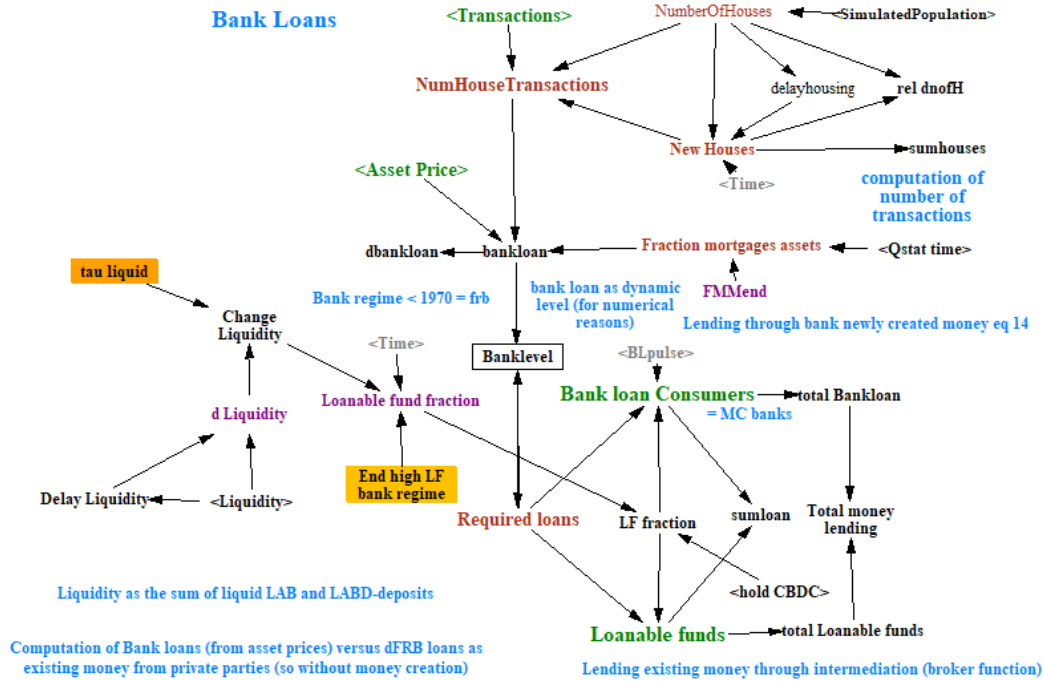 Bank Loans
<Transactions>
NumberOfHouses
<SimulatedPopulation>
NumHouseTransactions
delayhousing
rel dnofH
New Houses
sumhouses
<Time>
<Asset Price>
computation of
number of
transactions
dbankloan
bankloan
Fraction mortgages assets
<Qstat time>
tau liquid
Bank regime < 1970 = frb
bank loan as dynamic
level (for numerical
reasons)
FMMend
Lending through bank newly created money eq 14
Change
Liquidity
<Time>
Banklevel
<BLpulse>
Loanable fund fraction
Bank loan Consumers
= MC banks
total Bankloan
d Liquidity
End high LF
bank regime
Delay Liquidity
<Liquidity>
Required loans
LF fraction
sumloan
Total money
lending
Liquidity as the sum of liquid LAB and LABD-deposits
<hold CBDC>
Loanable funds
total Loanable funds
Computation of Bank loans (from asset prices) versus dFRB loans as
existing money from private parties (so without money creation)
Lending existing money through intermediation (broker function)